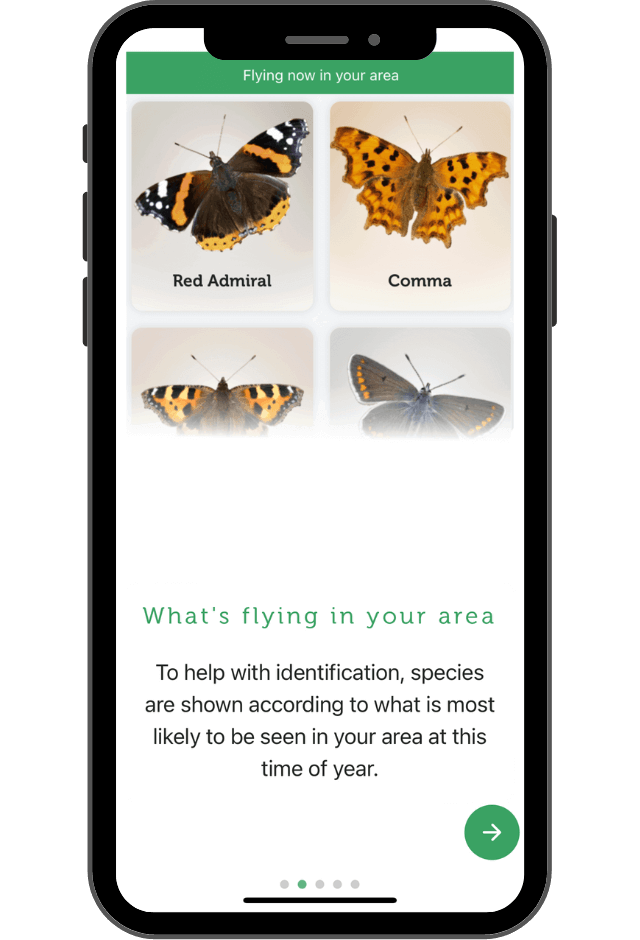 Flying now in your area
Red Admiral
Comma
What's flying in your area
To help with identification, species
are shown according to what is most
likely to be seen in your area at this
time of year.